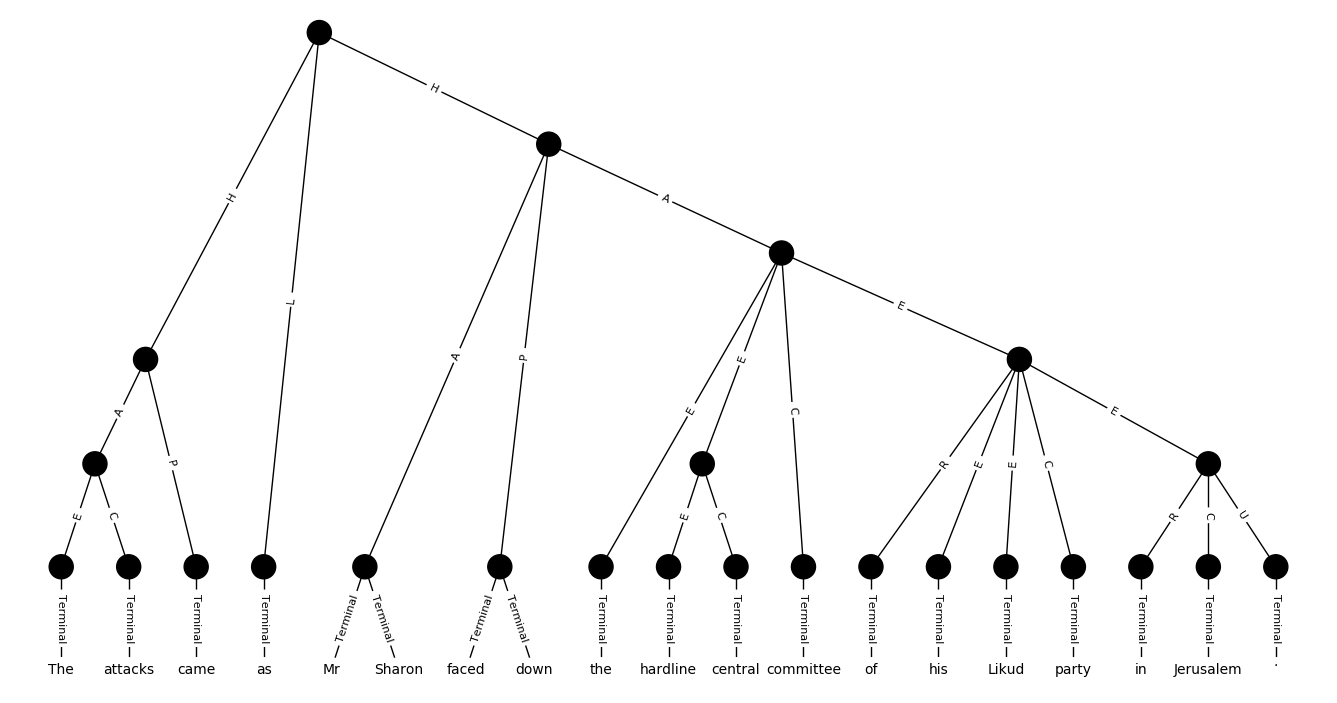 H
A
H
L
E
A
P
A
E
E
C
E
P
R
E
E
C
E
C
E
C
R
C
U
Terminal Terminal Terminal Terminal Terminal Terminal Terminal Terminal Terminal Terminal Terminal Terminal Terminal Terminal Terminal Terminal Terminal Terminal Terminal
The attacks came as Mr Sharon faced down the hardline central committee of his Likud party in Jerusalem .